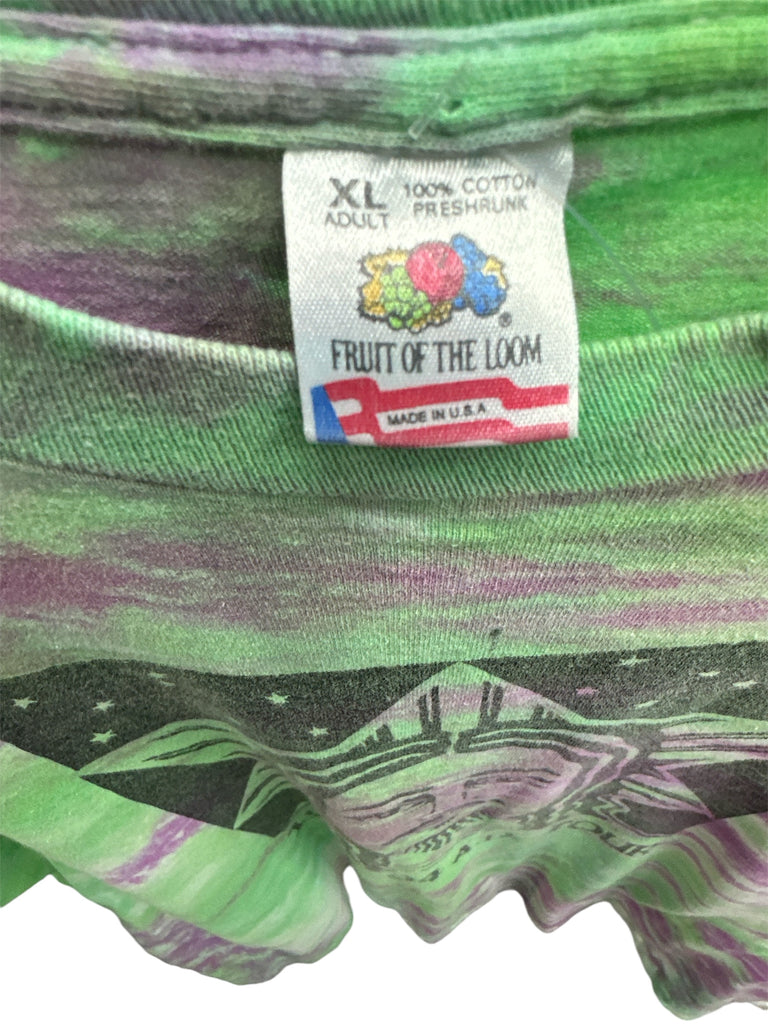 XL 100% COTTON
ADULT PRESHRUNK
®
FRUIT OF THE LOOM
MADE IN U.S.A